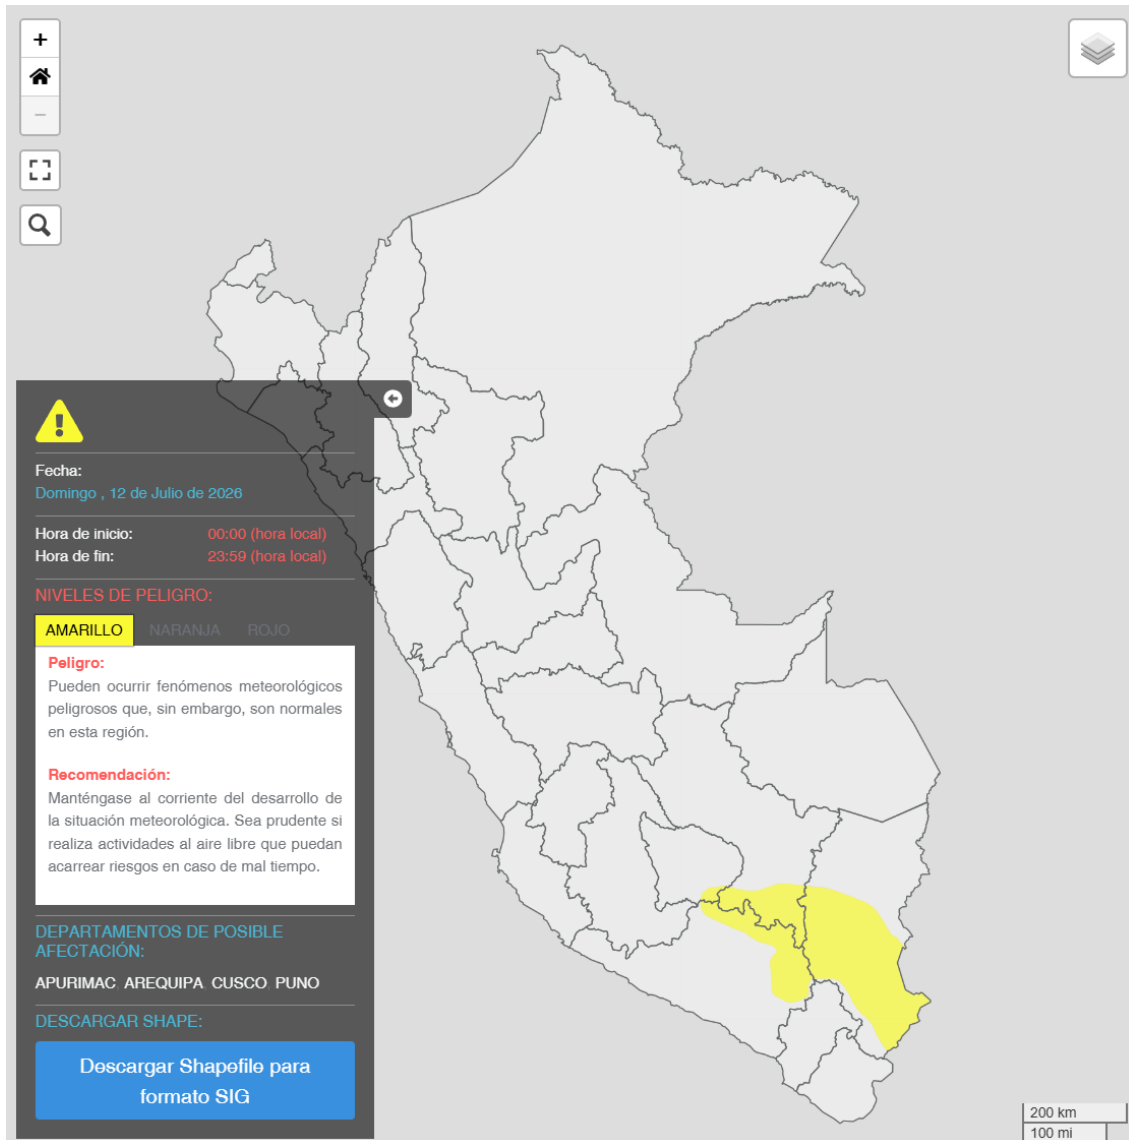 +
−
Fecha:
Domingo , 12 de Julio de 2026
Hora de inicio: 00:00 (hora local)
Hora de fin: 23:59 (hora local)
NIVELES DE PELIGRO:
AMARILLO NARANJA ROJO
Peligro:
Pueden ocurrir fenómenos meteorológicos
peligrosos que, sin embargo, son normales
en esta región.
Recomendación:
Manténgase al corriente del desarrollo de
la situación meteorológica. Sea prudente si
realiza actividades al aire libre que puedan
acarrear riesgos en caso de mal tiempo.
DEPARTAMENTOS DE POSIBLE
AFECTACIÓN:
APURIMAC, AREQUIPA, CUSCO, PUNO
DESCARGAR SHAPE:
Descargar Shapefile para
formato SIG
200 km
100 mi